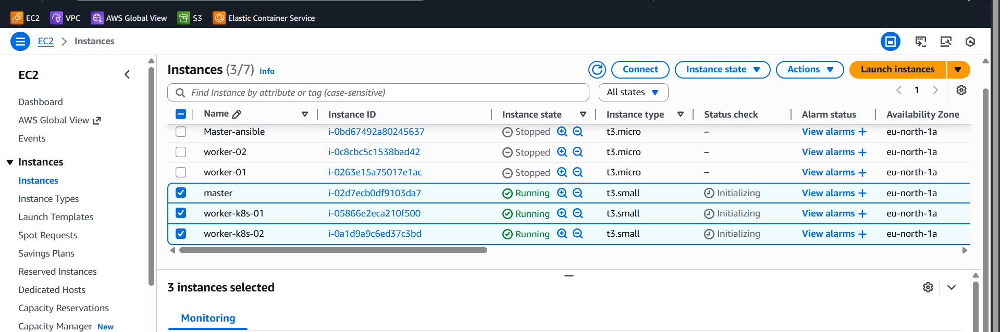 EC2 VPC AWS Global View S3 Elastic Container Service
EC2 Instances
EC2
Dashboard
AWS Global View
Events
Instances
Instances
Instance Types
Launch Templates
Spot Requests
Savings Plans
Reserved Instances
Dedicated Hosts
Capacity Reservations
Capacity Manager New
Instances (3/7) Info
Connect Instance state Actions Launch instances
Find Instance by attribute or tag (case-sensitive) All states 1
Name Instance ID Instance state Instance type Status check Alarm status Availability Zone
Master-ansible i-0bd67492a80245637 Stopped t3.micro – View alarms + eu-north-1a
worker-02 i-0c8cbc5c1538bad42 Stopped t3.micro – View alarms + eu-north-1a
worker-01 i-0263e15a75017e1ac Stopped t3.micro – View alarms + eu-north-1a
master i-02d7ecb0df9103da7 Running t3.small Initializing View alarms + eu-north-1a
worker-k8s-01 i-05866e2eca210f500 Running t3.small Initializing View alarms + eu-north-1a
worker-k8s-02 i-0a1d9a9c6ed37c3bd Running t3.small Initializing View alarms + eu-north-1a
3 instances selected
Monitoring